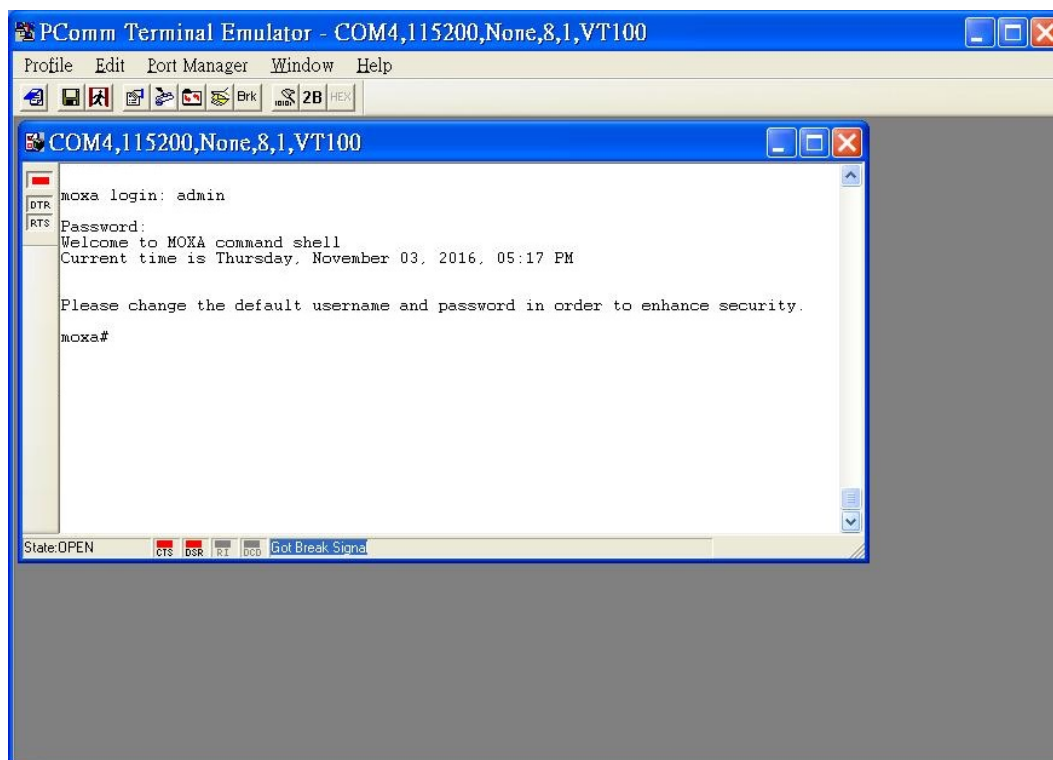 PComm Terminal Emulator - COM4,115200,None,8,1,VT100
Profile Edit Port Manager Window Help
Brk 2B HEX
COM4,115200,None,8,1,VT100
DTR
RTS
moxa login: admin
Password:
Welcome to MOXA command shell
Current time is Thursday, November 03, 2016, 05:17 PM
Please change the default username and password in order to enhance security.
moxa#
State:OPEN CTS DSR RI DCD Got Break Signal